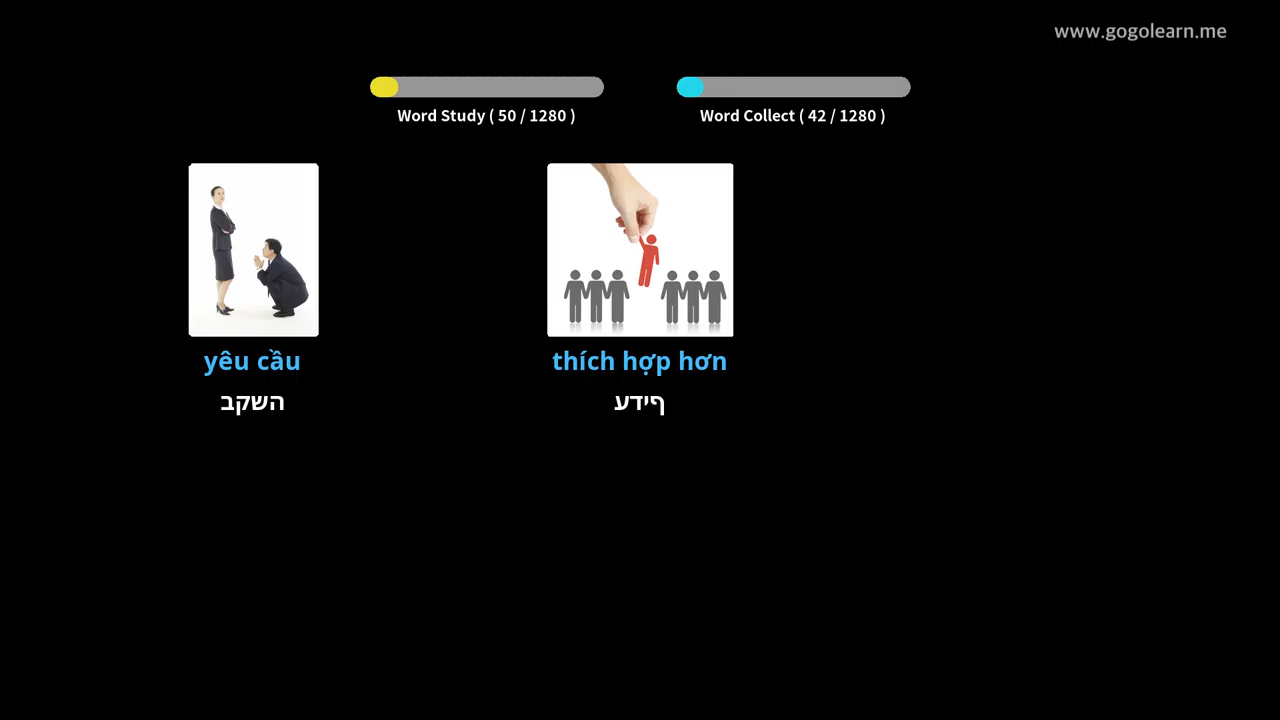 www.gogolearn.me
Word Study ( 50 / 1280 )
Word Collect ( 42 / 1280 )
yêu cầu
השקב
thích hợp hơn
ףידע